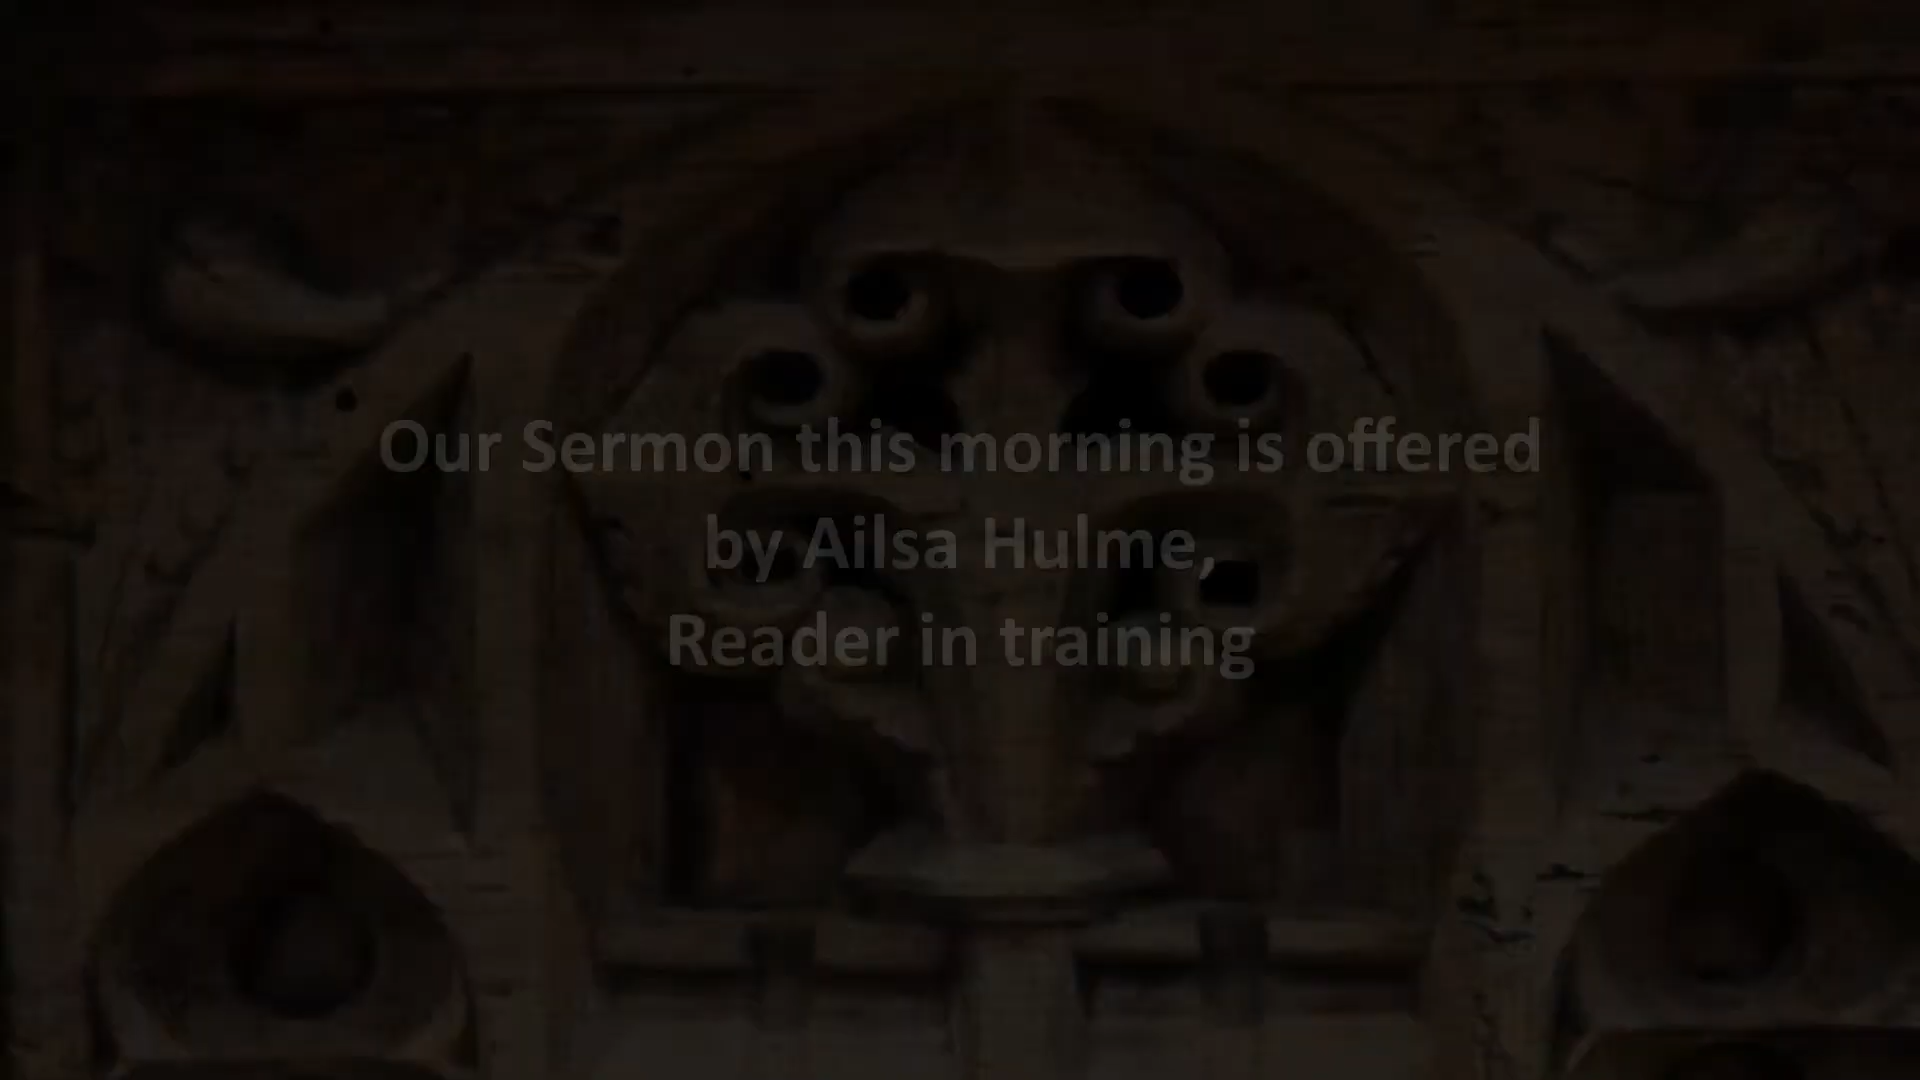 Our Sermon this morning is offered
by Ailsa Hulme,
Reader in training